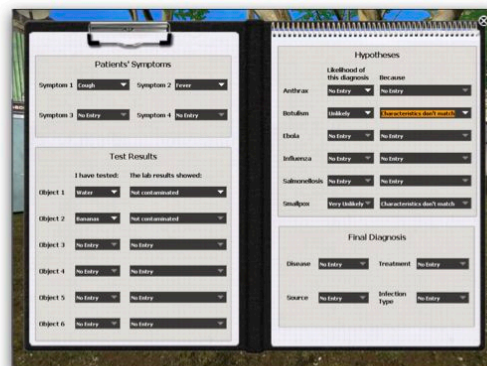 Patients' Symptoms
Symptom 1 Cough Symptom 2 Fever
Symptom 3 No Entry Symptom 4 No Entry
Test Results
I have tested: The lab results showed:
Object 1 Water Not contaminated
Object 2 Bananas Not contaminated
Object 3 No Entry No Entry
Object 4 No Entry No Entry
Object 5 No Entry No Entry
Object 6 No Entry No Entry
Hypotheses
Likelihood of
this diagnosis Because
Anthrax No Entry No Entry
Botulism Unlikely Characteristics don't match
Ebola No Entry No Entry
Influenza No Entry No Entry
Salmonellosis No Entry No Entry
Smallpox Very Unlikely Characteristics don't match
Final Diagnosis
Disease No Entry Treatment No Entry
Source No Entry Infection
Type No Entry